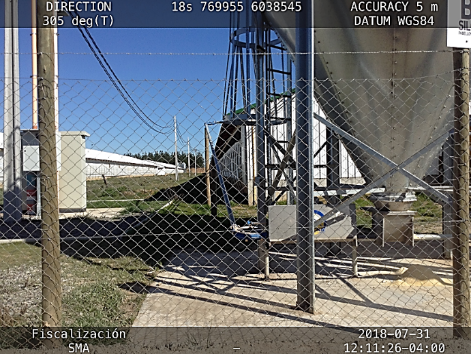 DIRECTION 18s 769955 6038545 ACCURACY 5 m
305 deg(T) DATUM WGS84
Fiscalización 2018-07-31
SMA – 12:11:26-04:00